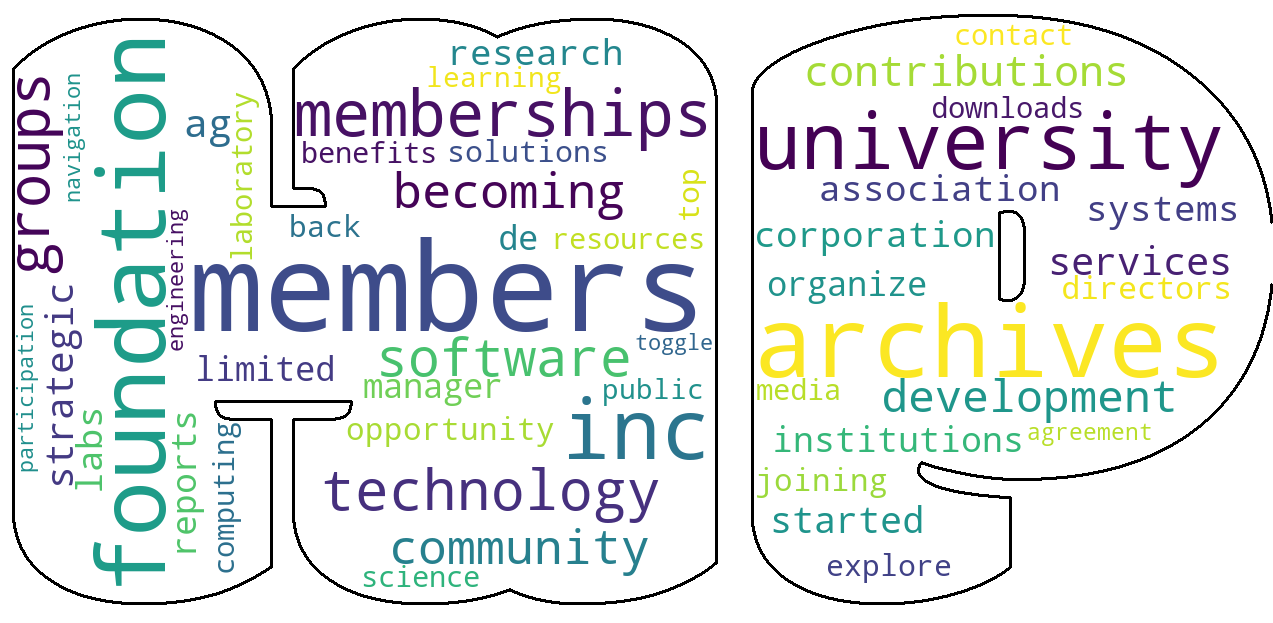 foundation
groups
navigation
ag
laboratory
engineering
strategic
participation
labs
reports
computing
research
learning
memberships
benefits
solutions
becoming
top
back
de
resources
members
toggle
limited
software
manager
public
opportunity
inc
technology
community
science
contact
contributions
downloads
university
association
systems
corporation
services
organize
directors
archives
media
development
institutions
agreement
joining
started
explore